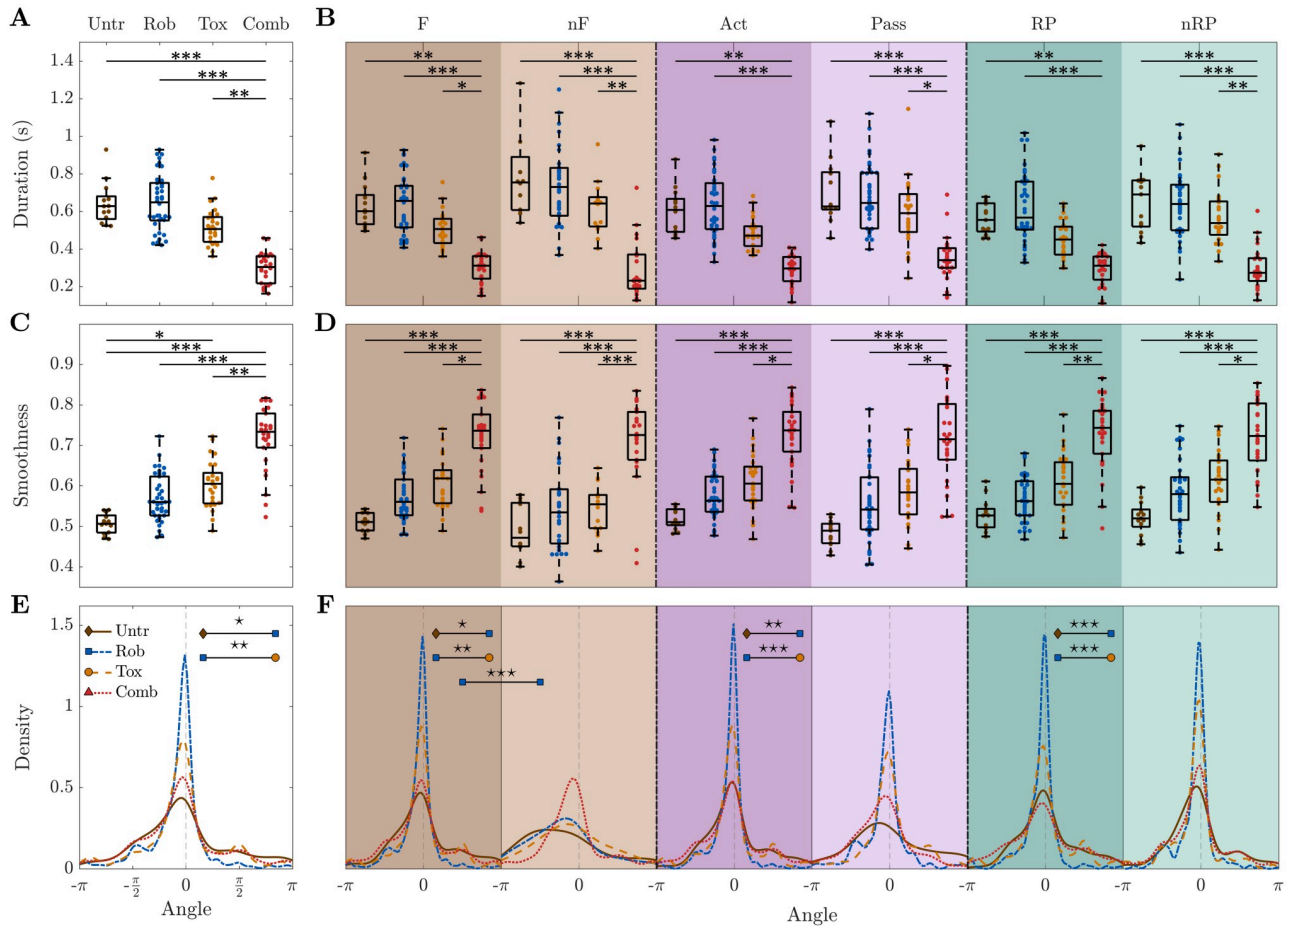 A
Untr Rob Tox Comb
B
F nF Act Pass RP nRP
Duration (s)
1.4
1.2
1
0.8
0.6
0.4
0.2
***
***
**
** *** ** *** ** ***
*** *** *** *** *** ***
* ** * **
C
D
Smoothness
0.9
0.8
0.7
0.6
0.5
0.4
*
***
***
**
*** *** *** *** *** ***
*** *** *** *** *** ***
* *** * * ** *
E
F
Density
1.5
1
0.5
0
Untr
Rob
Tox
Comb
★
★★
★ ★★ ★★★
★★ ★★★ ★★★
★★★
-π -π/2 0 π/2 π
-π 0 -π 0 -π 0 -π 0 -π 0 -π 0 π
Angle
Angle